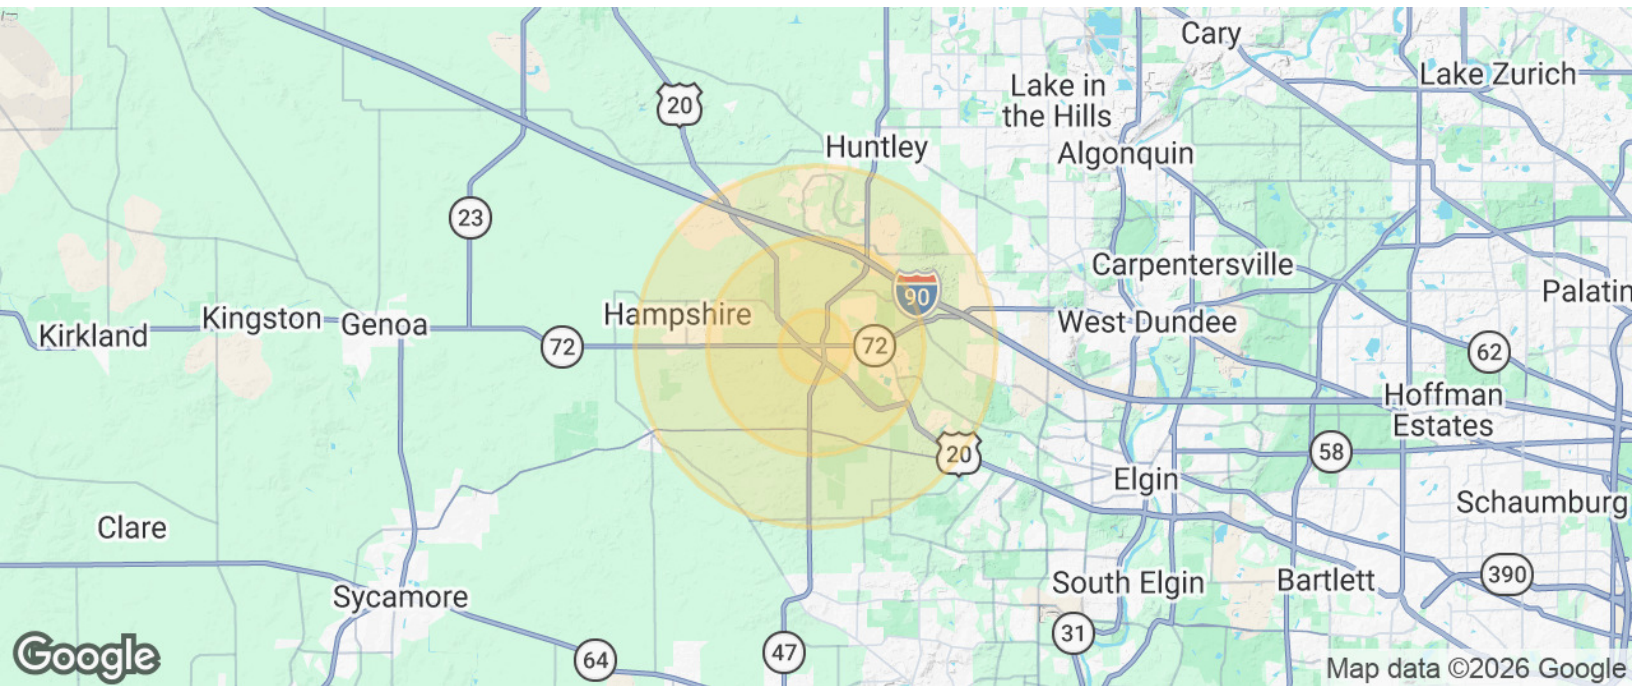 Cary
Lake Zurich
Lake in
the Hills
20
Huntley
Algonquin
23
Carpentersville
90
Palatin
Hampshire
Kingston
Genoa
Kirkland
West Dundee
72
72
62
Hoffman
Estates
20
58
Elgin
Schaumburg
Clare
South Elgin
Bartlett
390
Sycamore
31
47
64
Google
Map data ©2026 Google